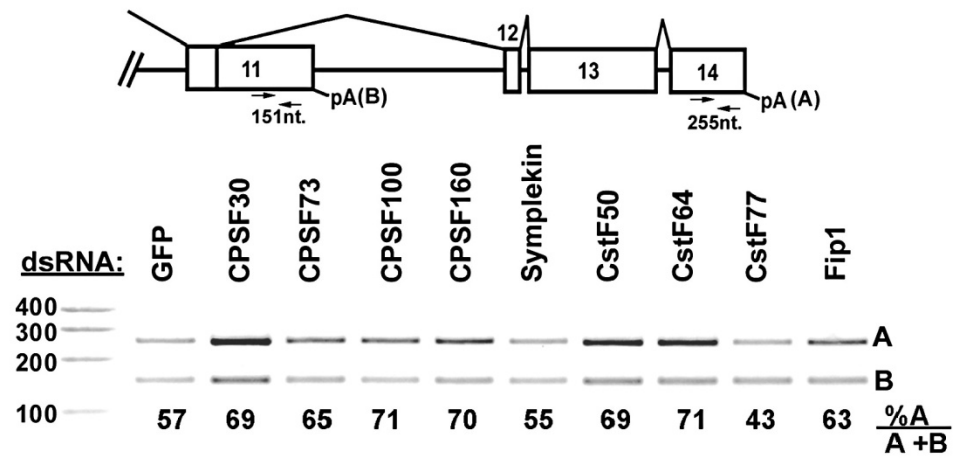 12
11
13
14
pA(B)
pA(A)
151nt.
255nt.
dsRNA:
GFP
CPSF30
CPSF73
CPSF100
CPSF160
Symplekin
CstF50
CstF64
CstF77
Fip1
400
300
200
100
A
B
57 69 65 71 70 55 69 71 43 63
%A
A +B